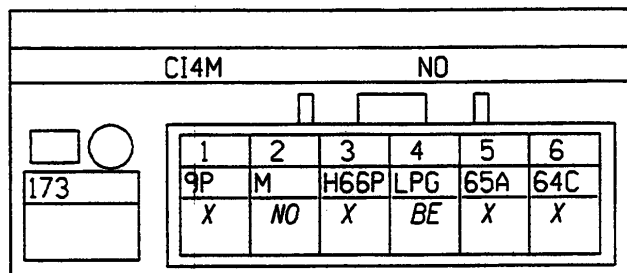 CI4M NO
1 2 3 4 5 6
173 9P M H66P LPG 65A 64C
X NO X BE X X